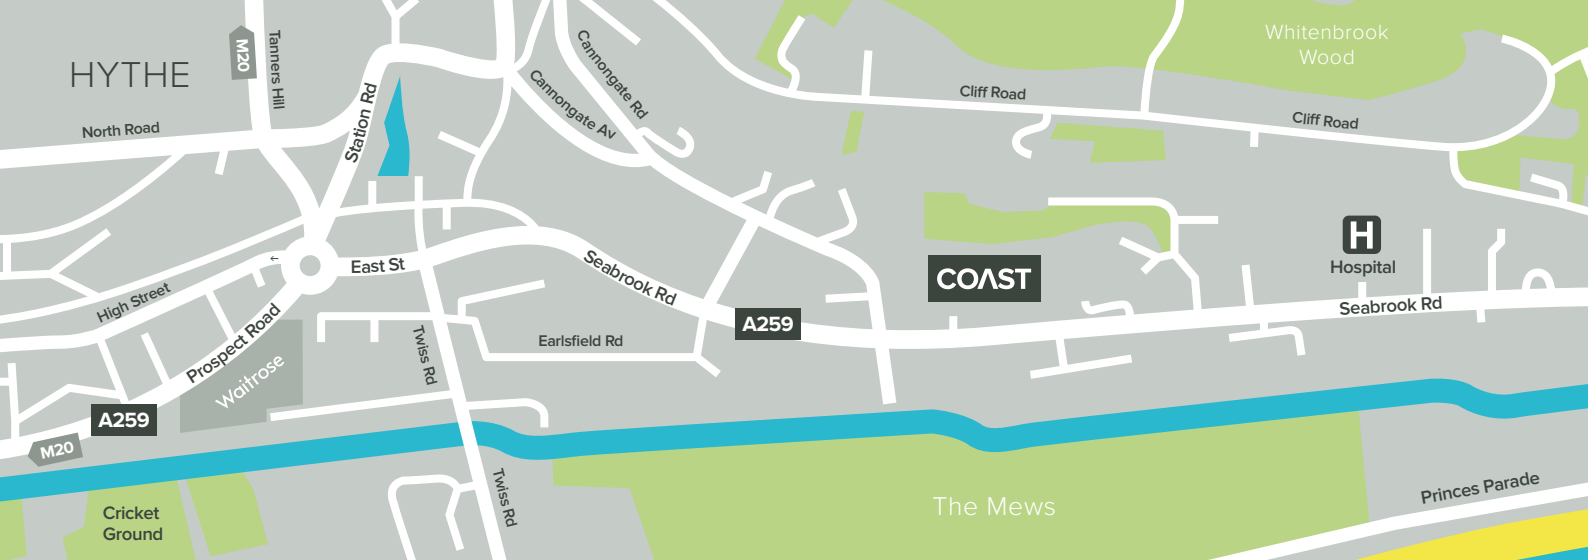 Whitenbrook
Wood
HYTHE
M20
Tanners Hill
Cannongate Rd
Cannongate Av
Station Rd
North Road
Cliff Road
Cliff Road
H
Hospital
East St
←
Seabrook Rd
COAST
High Street
Prospect Road
A259
Seabrook Rd
Earlsfield Rd
Twiss Rd
Waitrose
A259
M20
Twiss Rd
The Mews
Princes Parade
Cricket
Ground